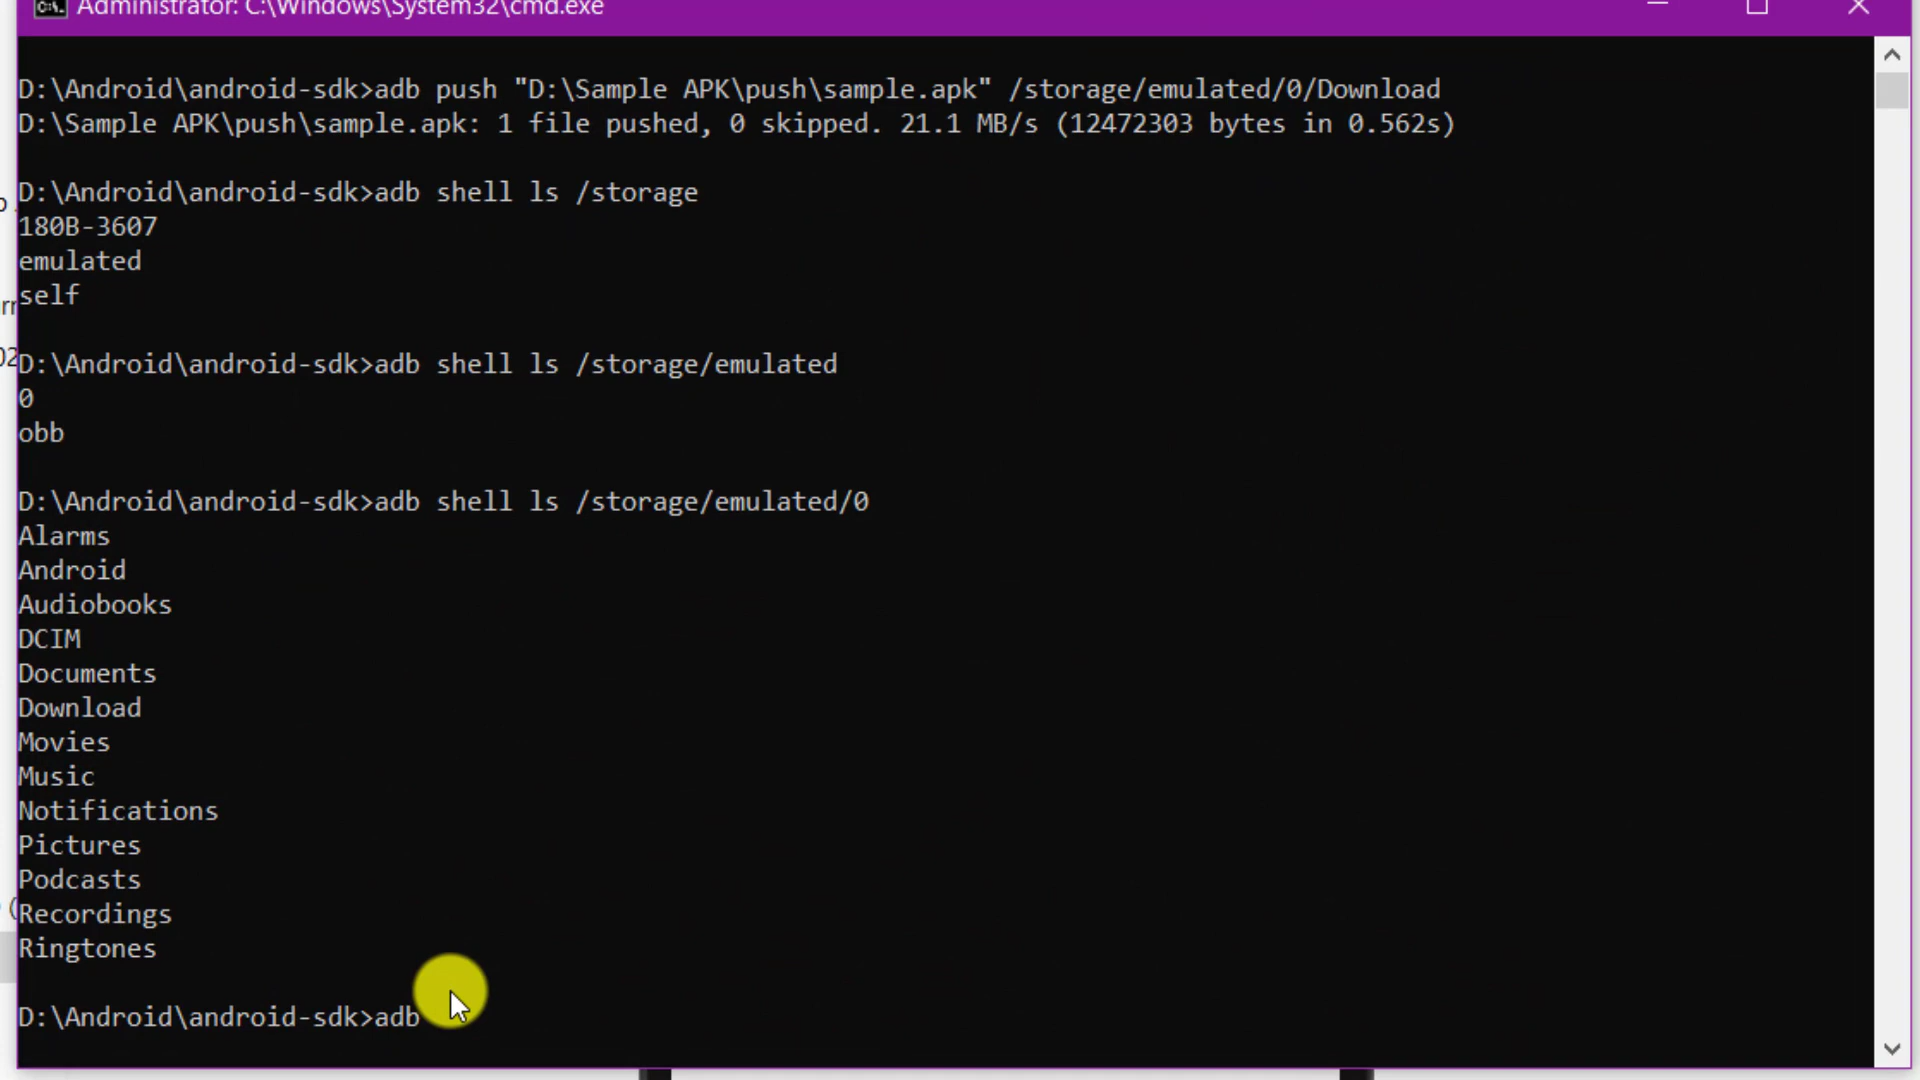 Administrator: C:\Windows\System32\cmd.exe
D:\Android\android-sdk>adb push "D:\Sample APK\push\sample.apk" /storage/emulated/0/Download
D:\Sample APK\push\sample.apk: 1 file pushed, 0 skipped. 21.1 MB/s (12472303 bytes in 0.562s)
D:\Android\android-sdk>adb shell ls /storage
180B-3607
emulated
self
D:\Android\android-sdk>adb shell ls /storage/emulated
0
obb
D:\Android\android-sdk>adb shell ls /storage/emulated/0
Alarms
Android
Audiobooks
DCIM
Documents
Download
Movies
Music
Notifications
Pictures
Podcasts
Recordings
Ringtones
D:\Android\android-sdk>adb